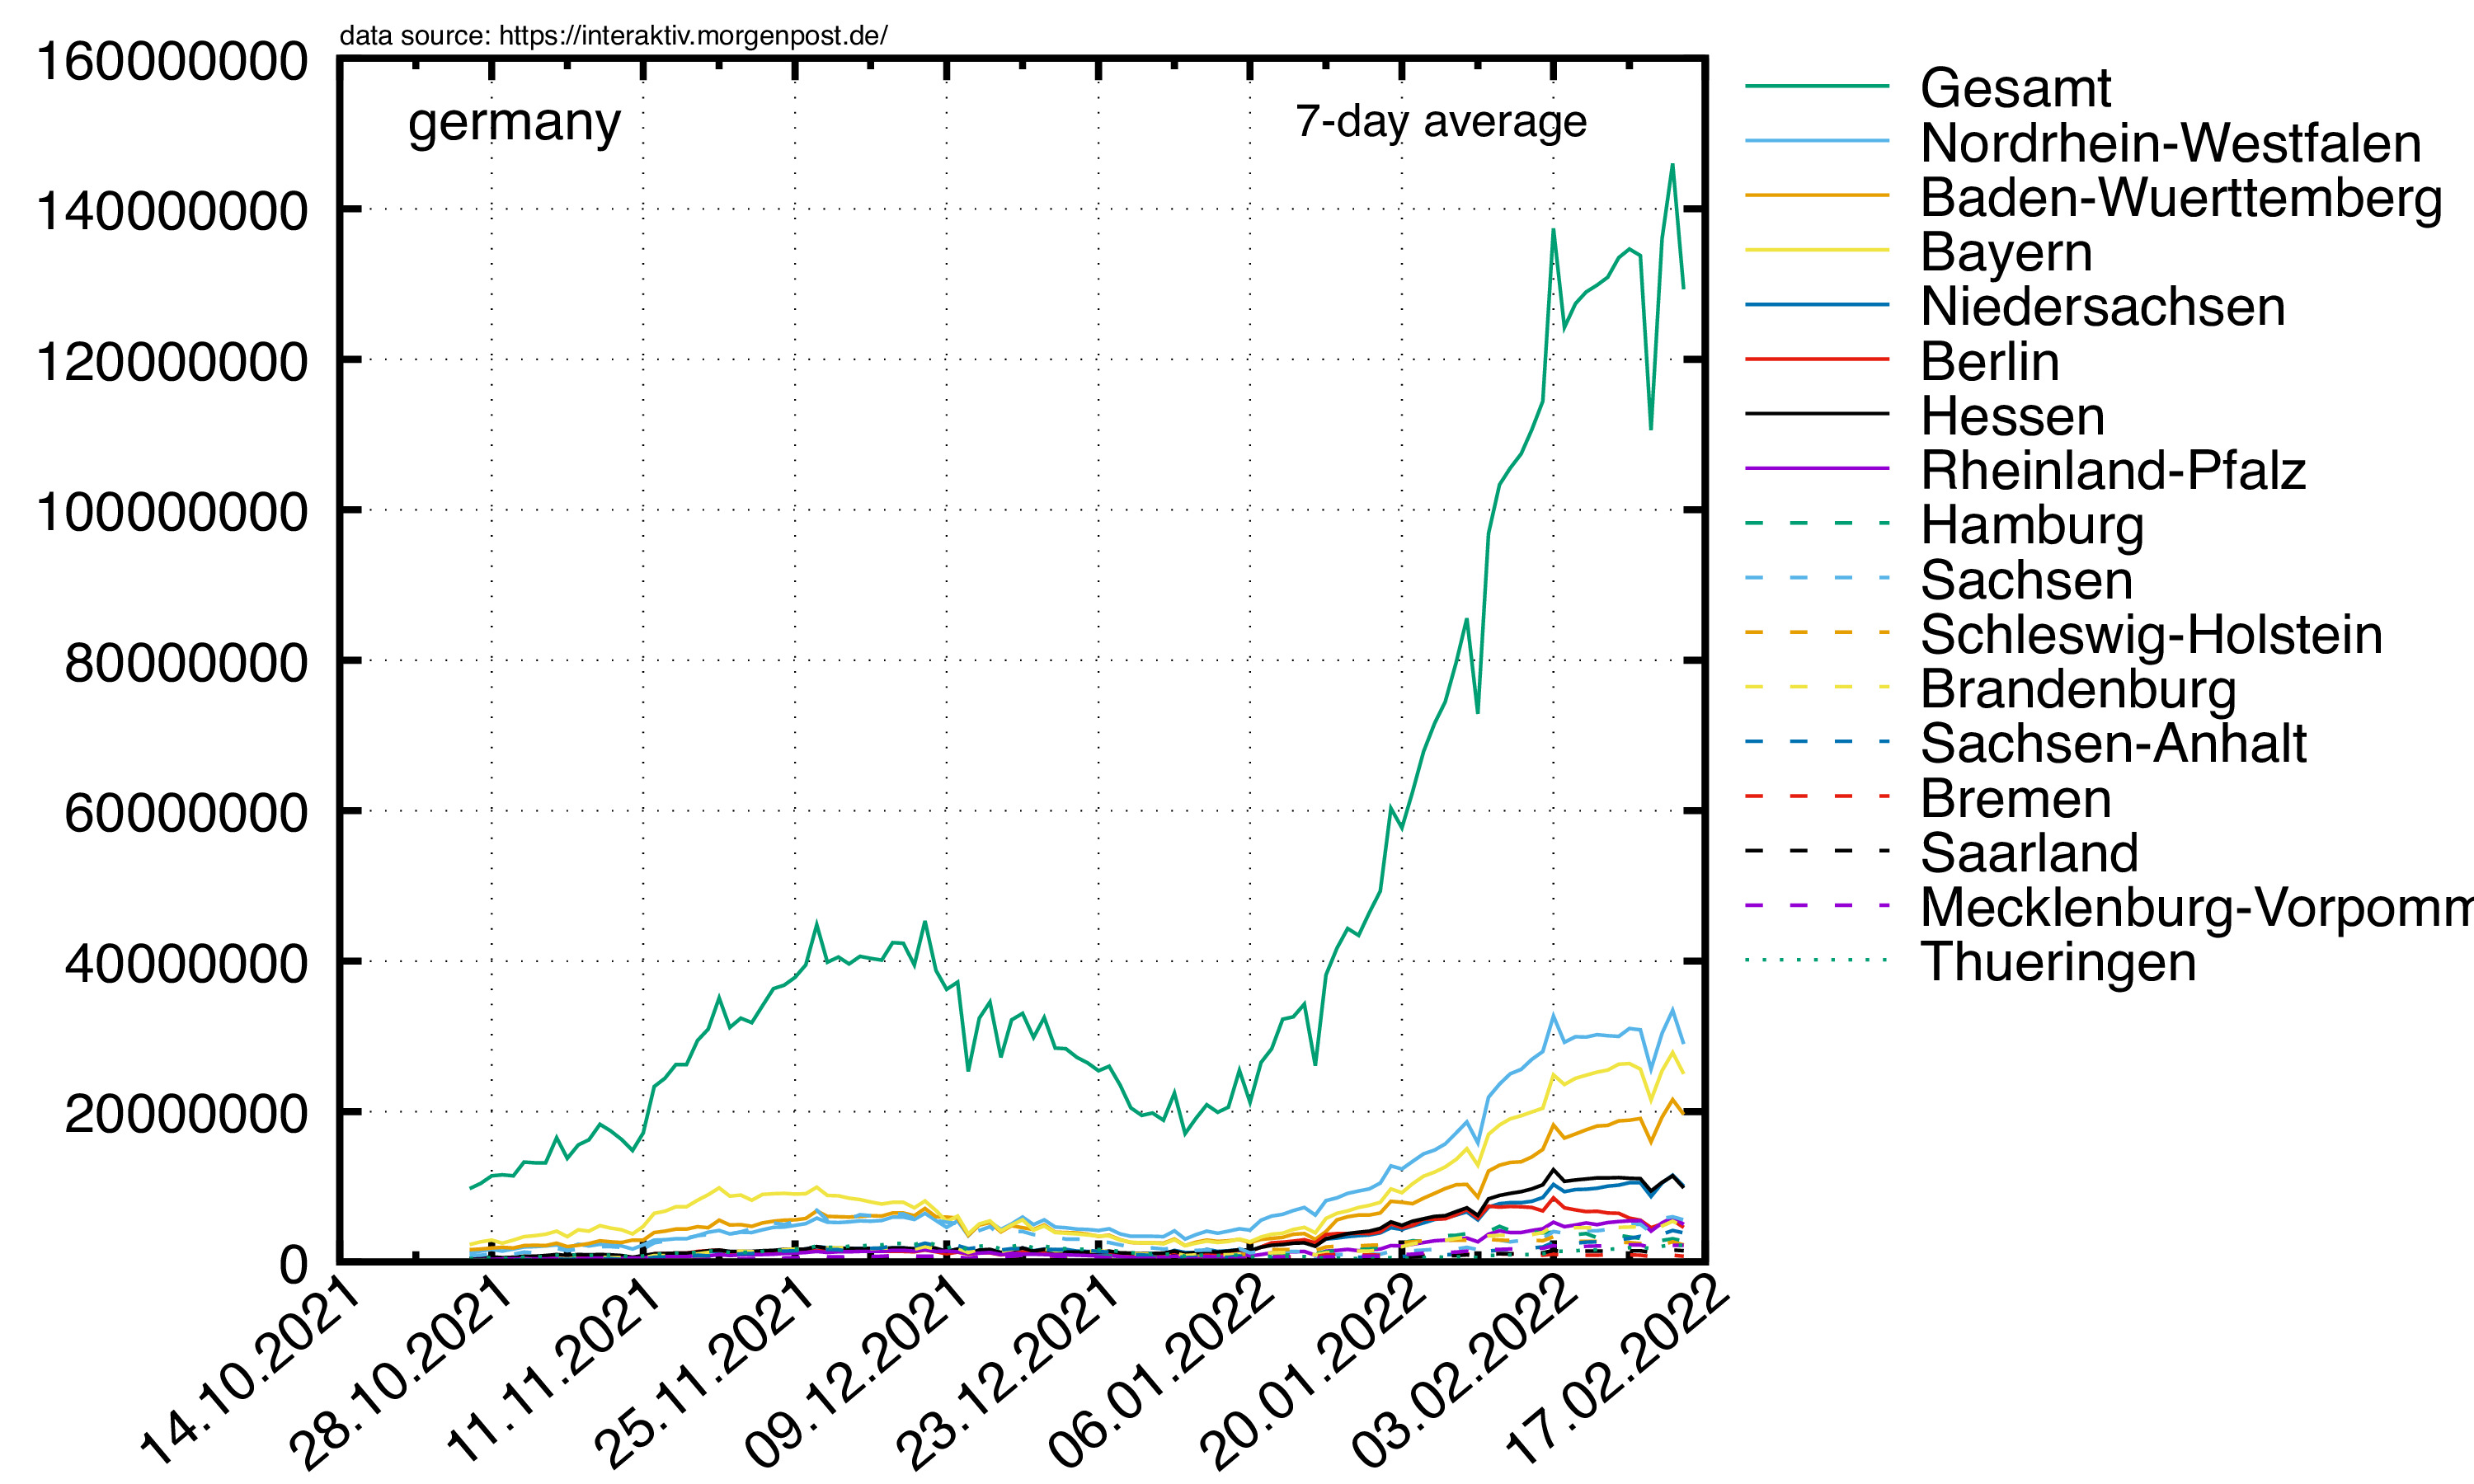 data source: https://interaktiv.morgenpost.de/
germany
7-day average
160000000
140000000
120000000
100000000
80000000
60000000
40000000
20000000
0
14.10.2021
28.10.2021
11.11.2021
25.11.2021
09.12.2021
23.12.2021
06.01.2022
20.01.2022
03.02.2022
17.02.2022
Gesamt
Nordrhein-Westfalen
Baden-Wuerttemberg
Bayern
Niedersachsen
Berlin
Hessen
Rheinland-Pfalz
Hamburg
Sachsen
Schleswig-Holstein
Brandenburg
Sachsen-Anhalt
Bremen
Saarland
Mecklenburg-Vorpomm
Thueringen